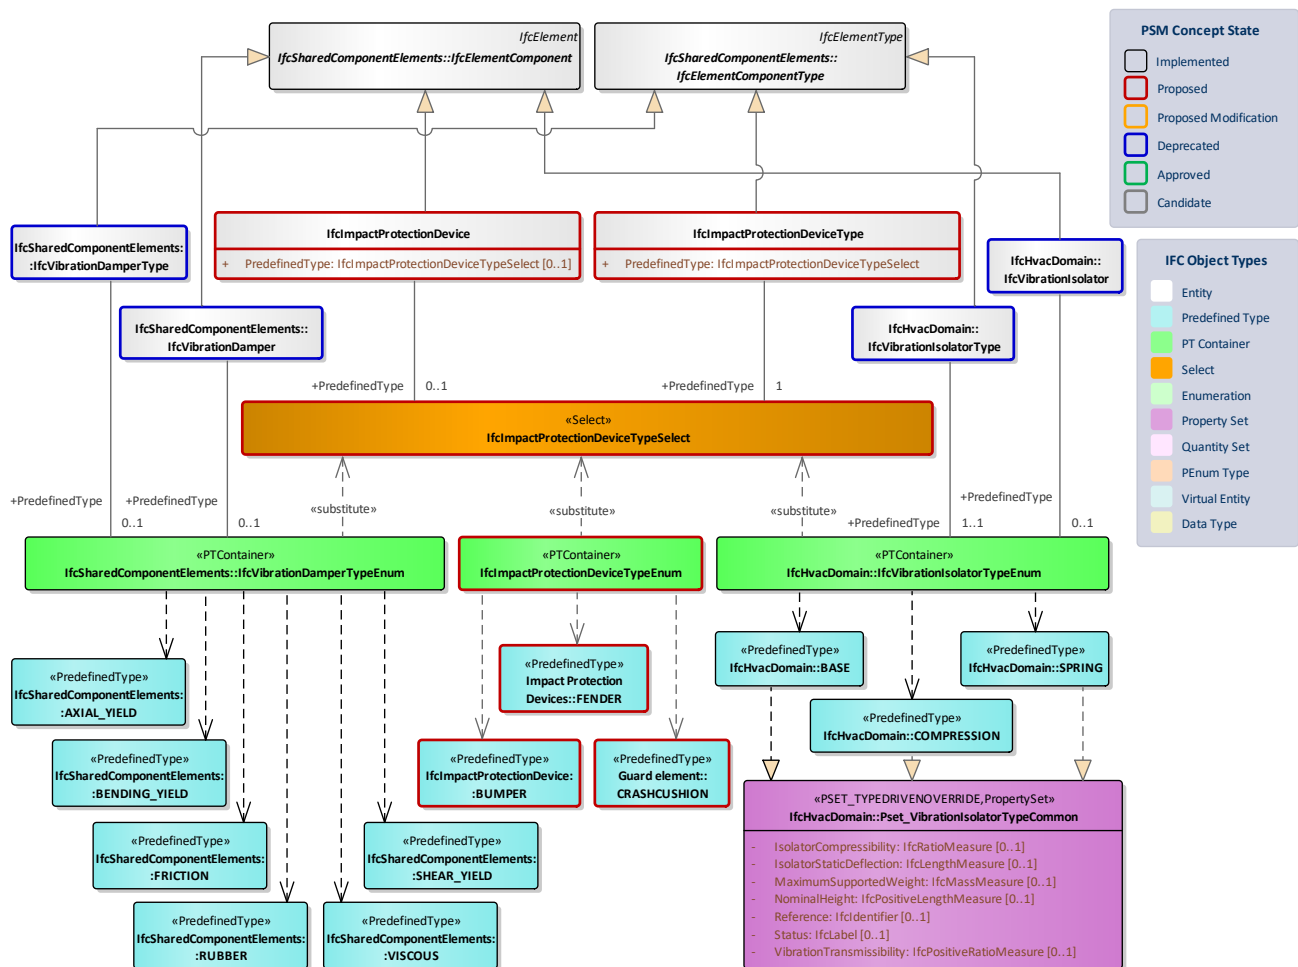 IfcElement
IfcSharedComponentElements::IfcElementComponent
IfcElementType
IfcSharedComponentElements::
IfcElementComponentType
PSM Concept State
Implemented
Proposed
Proposed Modification
Deprecated
Approved
Candidate
IfcSharedComponentElements:
:IfcVibrationDamperType
IfcImpactProtectionDevice
+ PredefinedType: IfcImpactProtectionDeviceTypeSelect [0..1]
IfcImpactProtectionDeviceType
+ PredefinedType: IfcImpactProtectionDeviceTypeSelect
IfcHvacDomain::
IfcVibrationIsolator
IFC Object Types
Entity
Predefined Type
PT Container
Select
Enumeration
Property Set
Quantity Set
PEnum Type
Virtual Entity
Data Type
IfcSharedComponentElements::
IfcVibrationDamper
IfcHvacDomain::
IfcVibrationIsolatorType
+PredefinedType 0..1
+PredefinedType 1
«Select»
IfcImpactProtectionDeviceTypeSelect
+PredefinedType
0..1
+PredefinedType
0..1
«substitute»
«substitute»
«substitute»
+PredefinedType
1..1
+PredefinedType
0..1
«PTContainer»
IfcSharedComponentElements::IfcVibrationDamperTypeEnum
«PTContainer»
IfcImpactProtectionDeviceTypeEnum
«PTContainer»
IfcHvacDomain::IfcVibrationIsolatorTypeEnum
«PredefinedType»
IfcSharedComponentElements:
:AXIAL_YIELD
«PredefinedType»
Impact Protection
Devices::FENDER
«PredefinedType»
IfcHvacDomain::BASE
«PredefinedType»
IfcHvacDomain::SPRING
«PredefinedType»
IfcHvacDomain::COMPRESSION
«PredefinedType»
IfcSharedComponentElements:
:BENDING_YIELD
«PredefinedType»
IfcImpactProtectionDevice:
:BUMPER
«PredefinedType»
Guard element::
CRASHCUSHION
«PredefinedType»
IfcSharedComponentElements:
:FRICTION
«PredefinedType»
IfcSharedComponentElements:
:SHEAR_YIELD
«PredefinedType»
IfcSharedComponentElements:
:RUBBER
«PredefinedType»
IfcSharedComponentElements:
:VISCOUS
«PSET_TYPEDRIVENOVERRIDE,PropertySet»
IfcHvacDomain::Pset_VibrationIsolatorTypeCommon
- IsolatorCompressibility: IfcRatioMeasure [0..1]
- IsolatorStaticDeflection: IfcLengthMeasure [0..1]
- MaximumSupportedWeight: IfcMassMeasure [0..1]
- NominalHeight: IfcPositiveLengthMeasure [0..1]
- Reference: IfcIdentifier [0..1]
- Status: IfcLabel [0..1]
- VibrationTransmissibility: IfcPositiveRatioMeasure [0..1]